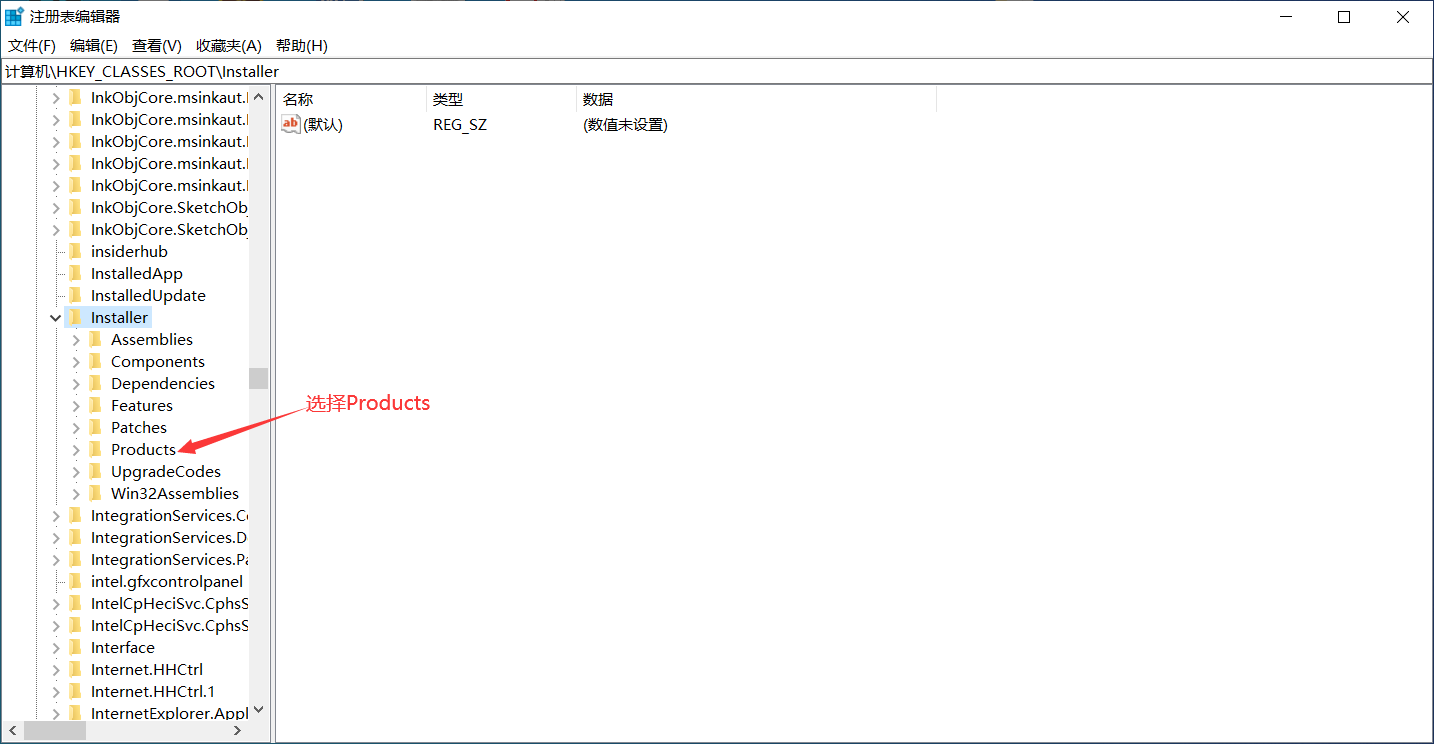 注册表编辑器
文件(F) 编辑(E) 查看(V) 收藏夹(A) 帮助(H)
计算机\HKEY_CLASSES_ROOT\Installer
名称 类型 数据
ab (默认) REG_SZ (数值未设置)
InkObjCore.msinkaut.
InkObjCore.msinkaut.
InkObjCore.msinkaut.
InkObjCore.msinkaut.
InkObjCore.msinkaut.
InkObjCore.SketchOb
InkObjCore.SketchOb
insiderhub
InstalledApp
InstalledUpdate
Installer
Assemblies
Components
Dependencies
Features
Patches
Products
UpgradeCodes
Win32Assemblies
IntegrationServices.C
IntegrationServices.D
IntegrationServices.Pa
intel.gfxcontrolpanel
IntelCpHeciSvc.CphsS
IntelCpHeciSvc.CphsS
Interface
Internet.HHCtrl
Internet.HHCtrl.1
InternetExplorer.Appl
选择Products